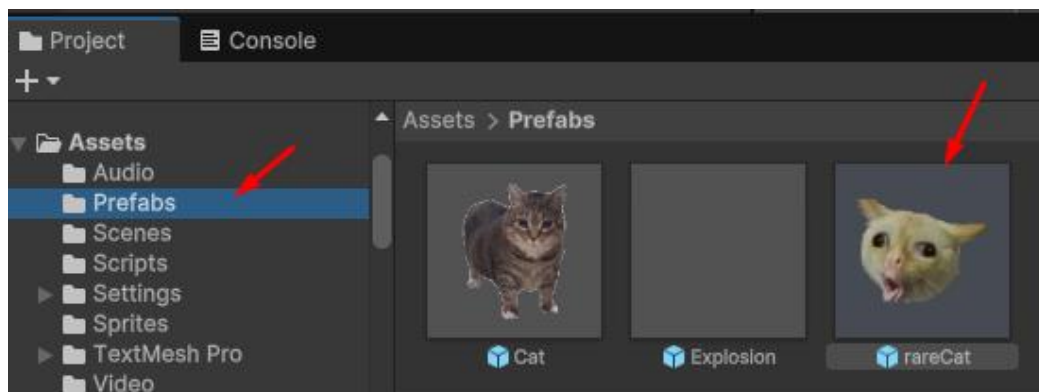 Project Console
+
Assets > Prefabs
Assets
Audio
Prefabs
Scenes
Scripts
Settings
Sprites
TextMesh Pro
Video
Cat Explosion rareCat